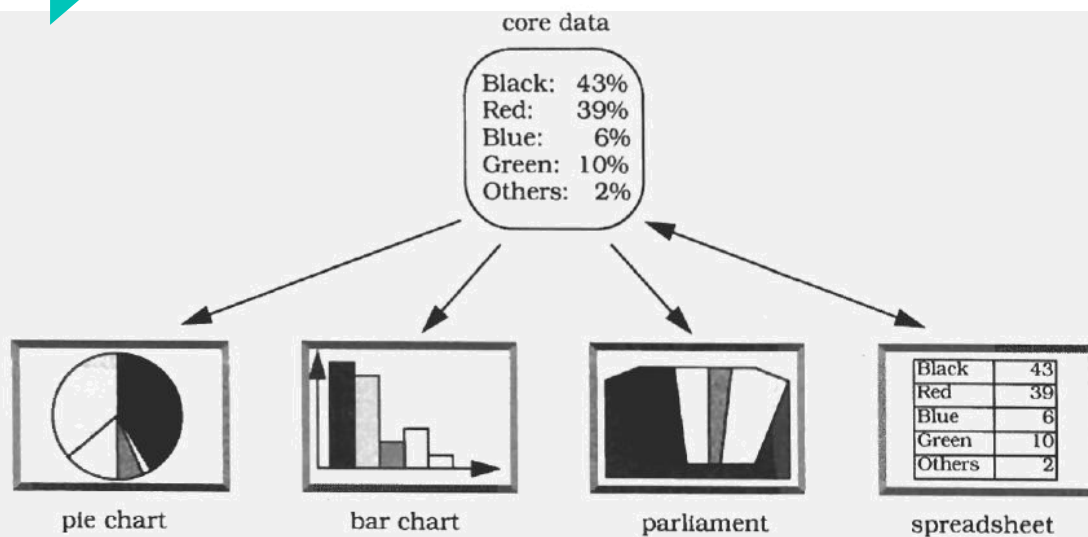 core data
Black: 43%
Red: 39%
Blue: 6%
Green: 10%
Others: 2%
Black 43
Red 39
Blue 6
Green 10
Others 2
pie chart
bar chart
parliament
spreadsheet